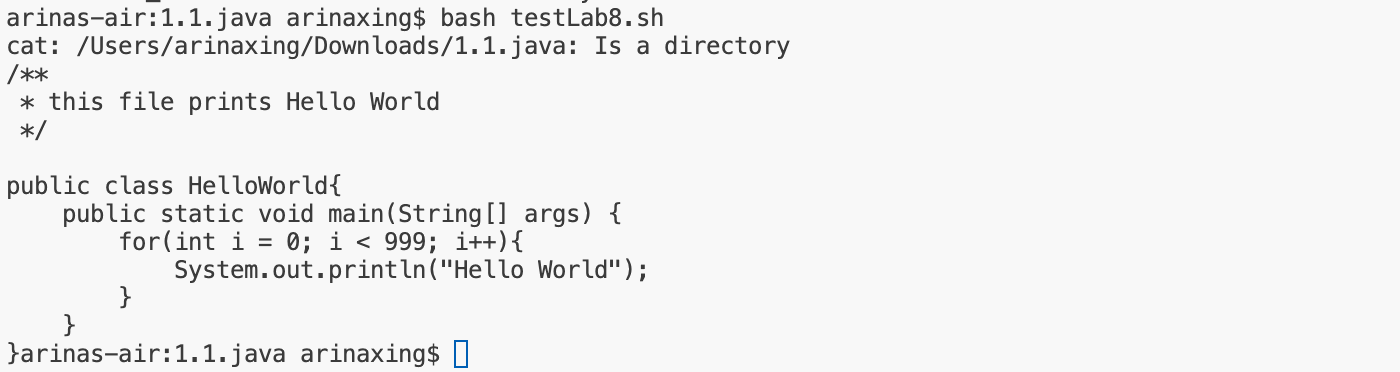 arinas-air:1.1.java arinaxing$ bash testLab8.sh
cat: /Users/arinaxing/Downloads/1.1.java: Is a directory
/**
 * this file prints Hello World
 */

public class HelloWorld{
    public static void main(String[] args) {
        for(int i = 0; i < 999; i++){
            System.out.println("Hello World");
        }
    }
}arinas-air:1.1.java arinaxing$